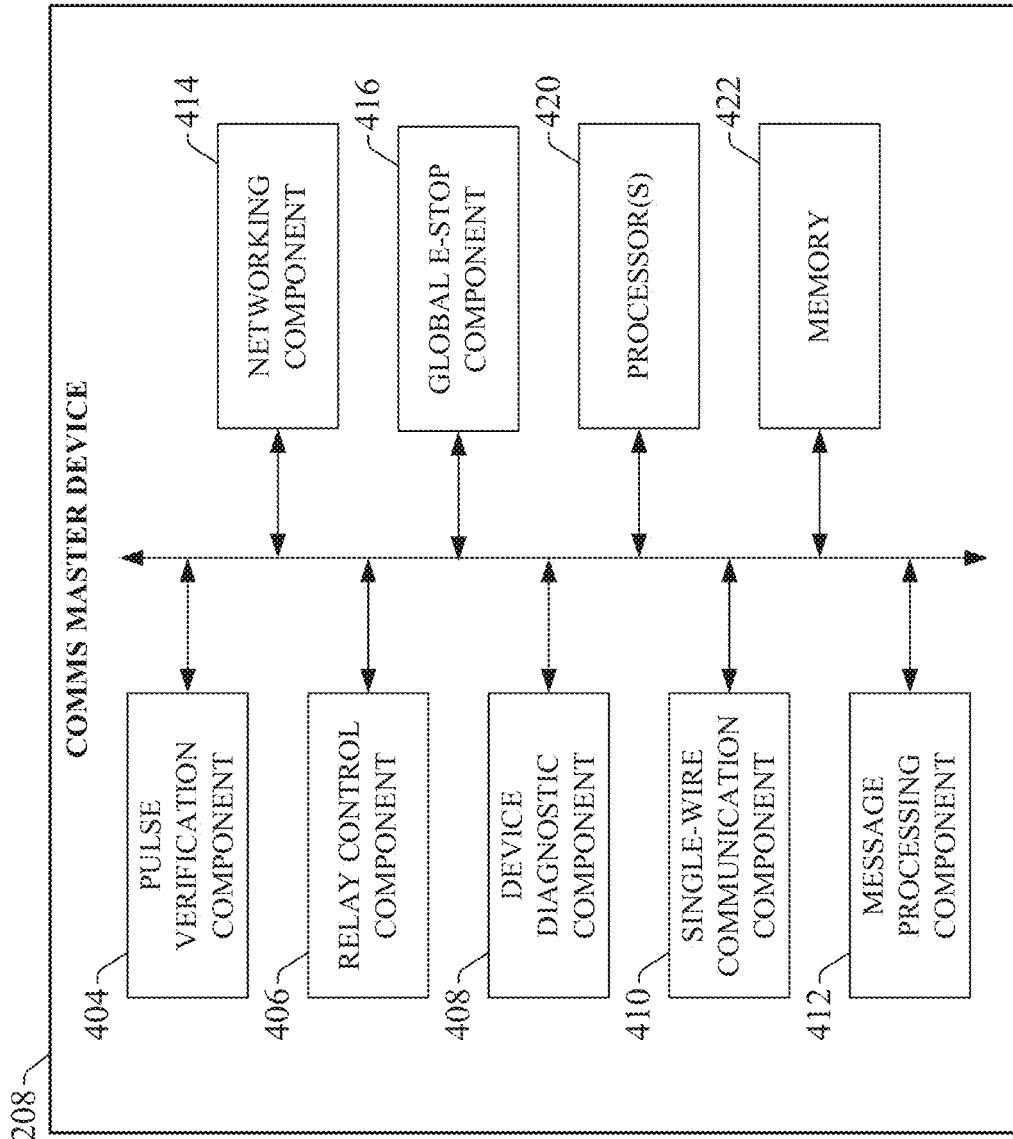 208
COMMS MASTER DEVICE
404
PULSE
VERIFICATION
COMPONENT
406
RELAY CONTROL
COMPONENT
408
DEVICE
DIAGNOSTIC
COMPONENT
410
SINGLE-WIRE
COMMUNICATION
COMPONENT
412
MESSAGE
PROCESSING
COMPONENT
414
NETWORKING
COMPONENT
416
GLOBAL E-STOP
COMPONENT
420
PROCESSOR(S)
422
MEMORY